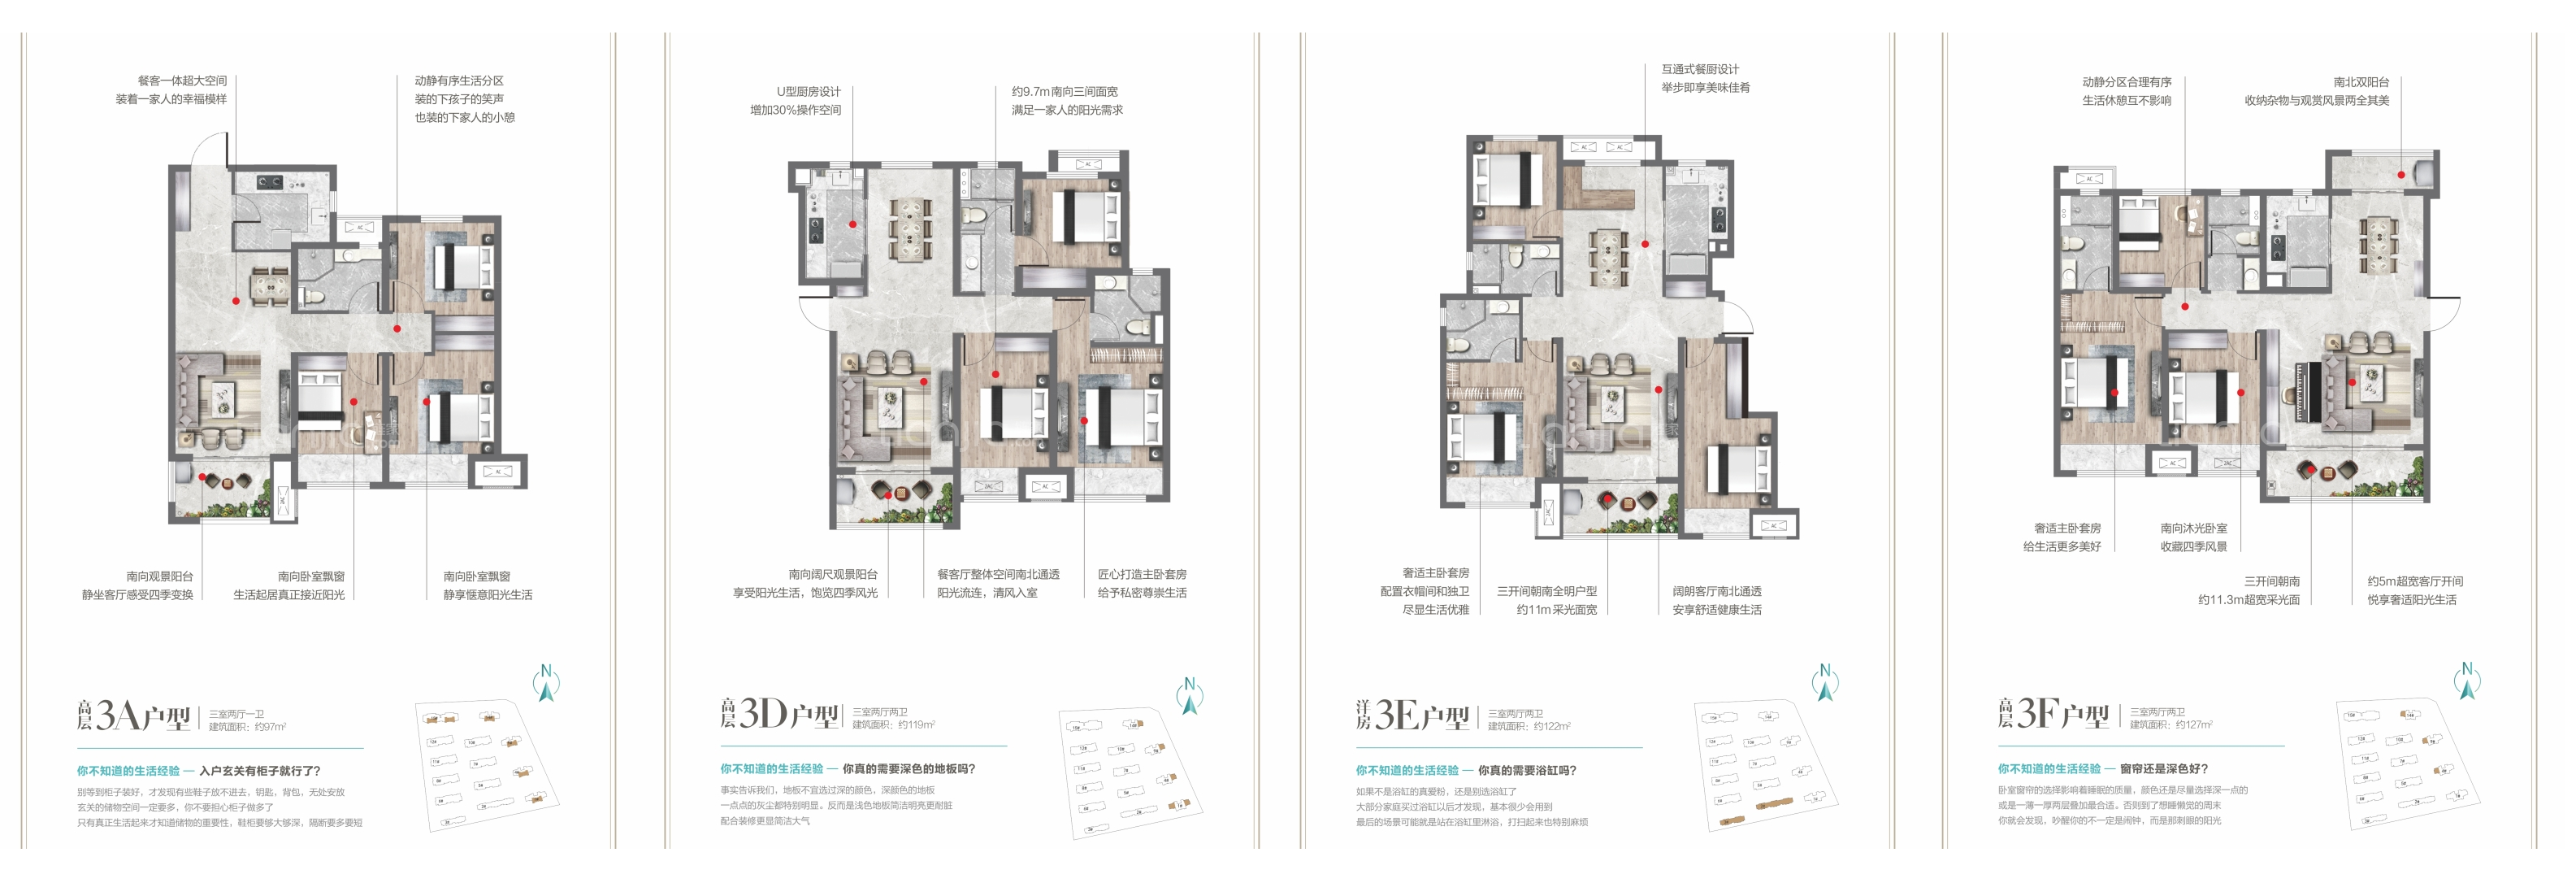 餐客一体超大空间
装着一家人的幸福模样
动静有序生活分区
装的下孩子的笑声
也装的下家人的小憩
AC
AC
南向观景阳台
静坐客厅感受四季变换
南向卧室飘窗
生活起居真正接近阳光
南向卧室飘窗
静享惬意阳光生活
N
高层 3A户型
三室两厅一卫
建筑面积：约97m²
你不知道的生活经验 — 入户玄关有柜子就行了？
别等到柜子装好，才发现有些鞋子放不进去，钥匙，背包，无处安放
玄关的储物空间一定要多，你不要担心柜子做多了
只有真正生活起来才知道储物的重要性，鞋柜要够大够深，隔断要多要短
U型厨房设计
增加30%操作空间
约9.7m南向三间面宽
满足一家人的阳光需求
AC
2AC
AC
南向阔尺观景阳台
享受阳光生活，饱览四季风光
餐客厅整体空间南北通透
阳光流连，清风入室
匠心打造主卧套房
给予私密尊崇生活
N
高层 3D户型
三室两厅两卫
建筑面积：约119m²
你不知道的生活经验 — 你真的需要深色的地板吗？
事实告诉我们，地板不宜选过深的颜色，深颜色的地板
一点点的灰尘都特别明显。反而是浅色地板简洁明亮更耐脏
配合装修更显简洁大气
互通式餐厨设计
举步即享美味佳肴
AC
AC
AC
奢适主卧套房
配置衣帽间和独卫
尽显生活优雅
三开间朝南全明户型
约11m采光面宽
阔朗客厅南北通透
安享舒适健康生活
N
洋房 3E户型
三室两厅两卫
建筑面积：约122m²
你不知道的生活经验 — 你真的需要浴缸吗？
如果不是浴缸的真爱粉，还是别选浴缸了
大部分家庭买过浴缸以后才发现，基本很少会用到
最后的场景可能就是站在浴缸里淋浴，打扫起来也特别麻烦
动静分区合理有序
生活休憩互不影响
南北双阳台
收纳杂物与观赏风景两全其美
AC
AC
2AC
奢适主卧套房
给生活更多美好
南向沐光卧室
收藏四季风景
三开间朝南
约11.3m超宽采光面
约5m超宽客厅开间
悦享奢适阳光生活
N
高层 3F户型
三室两厅两卫
建筑面积：约127m²
你不知道的生活经验 — 窗帘还是深色好？
卧室窗帘的选择影响着睡眠的质量，颜色还是尽量选择深一点的
或是一薄一厚两层叠加最合适。否则到了想睡懒觉的周末
你就会发现，吵醒你的不一定是闹钟，而是那刺眼的阳光